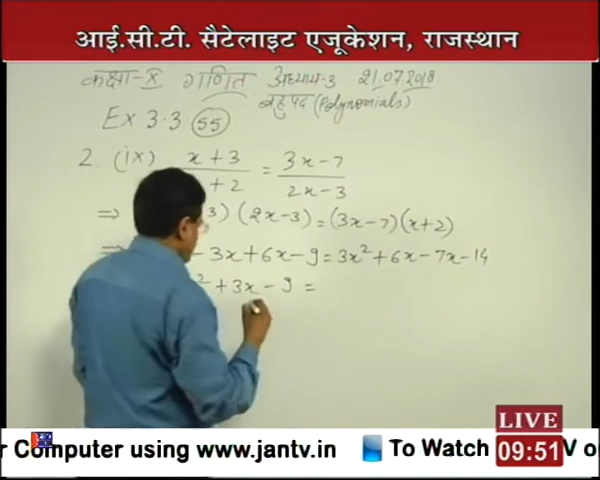 आई.सी.टी. सैटेलाइट एजूकेशन, राजस्थान
कक्षा-X गणित अध्याय-3 21.07.2018
बहुपद (Polynomials)
Ex 3.3 (55)
2. (ix) x + 3 / + 2 = 3x - 7 / 2x - 3
⇒ 3) (2x - 3) = (3x - 7) (x + 2)
⇒ - 3x + 6x - 9 = 3x² + 6x - 7x - 14
² + 3x - 9 =
LIVE
Computer using www.jantv.in To Watch
09:51